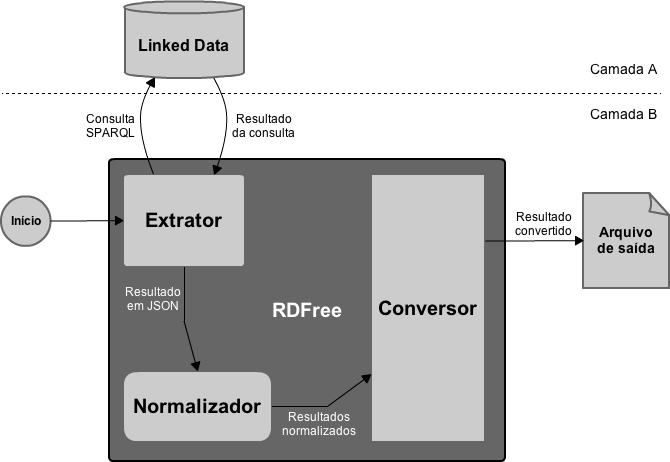 Linked Data
Camada A
Camada B
Consulta
SPARQL
Resultado
da consulta
Início
Extrator
Resultado
em JSON
RDFree
Conversor
Resultado
convertido
Arquivo
de saída
Normalizador
Resultados
normalizados